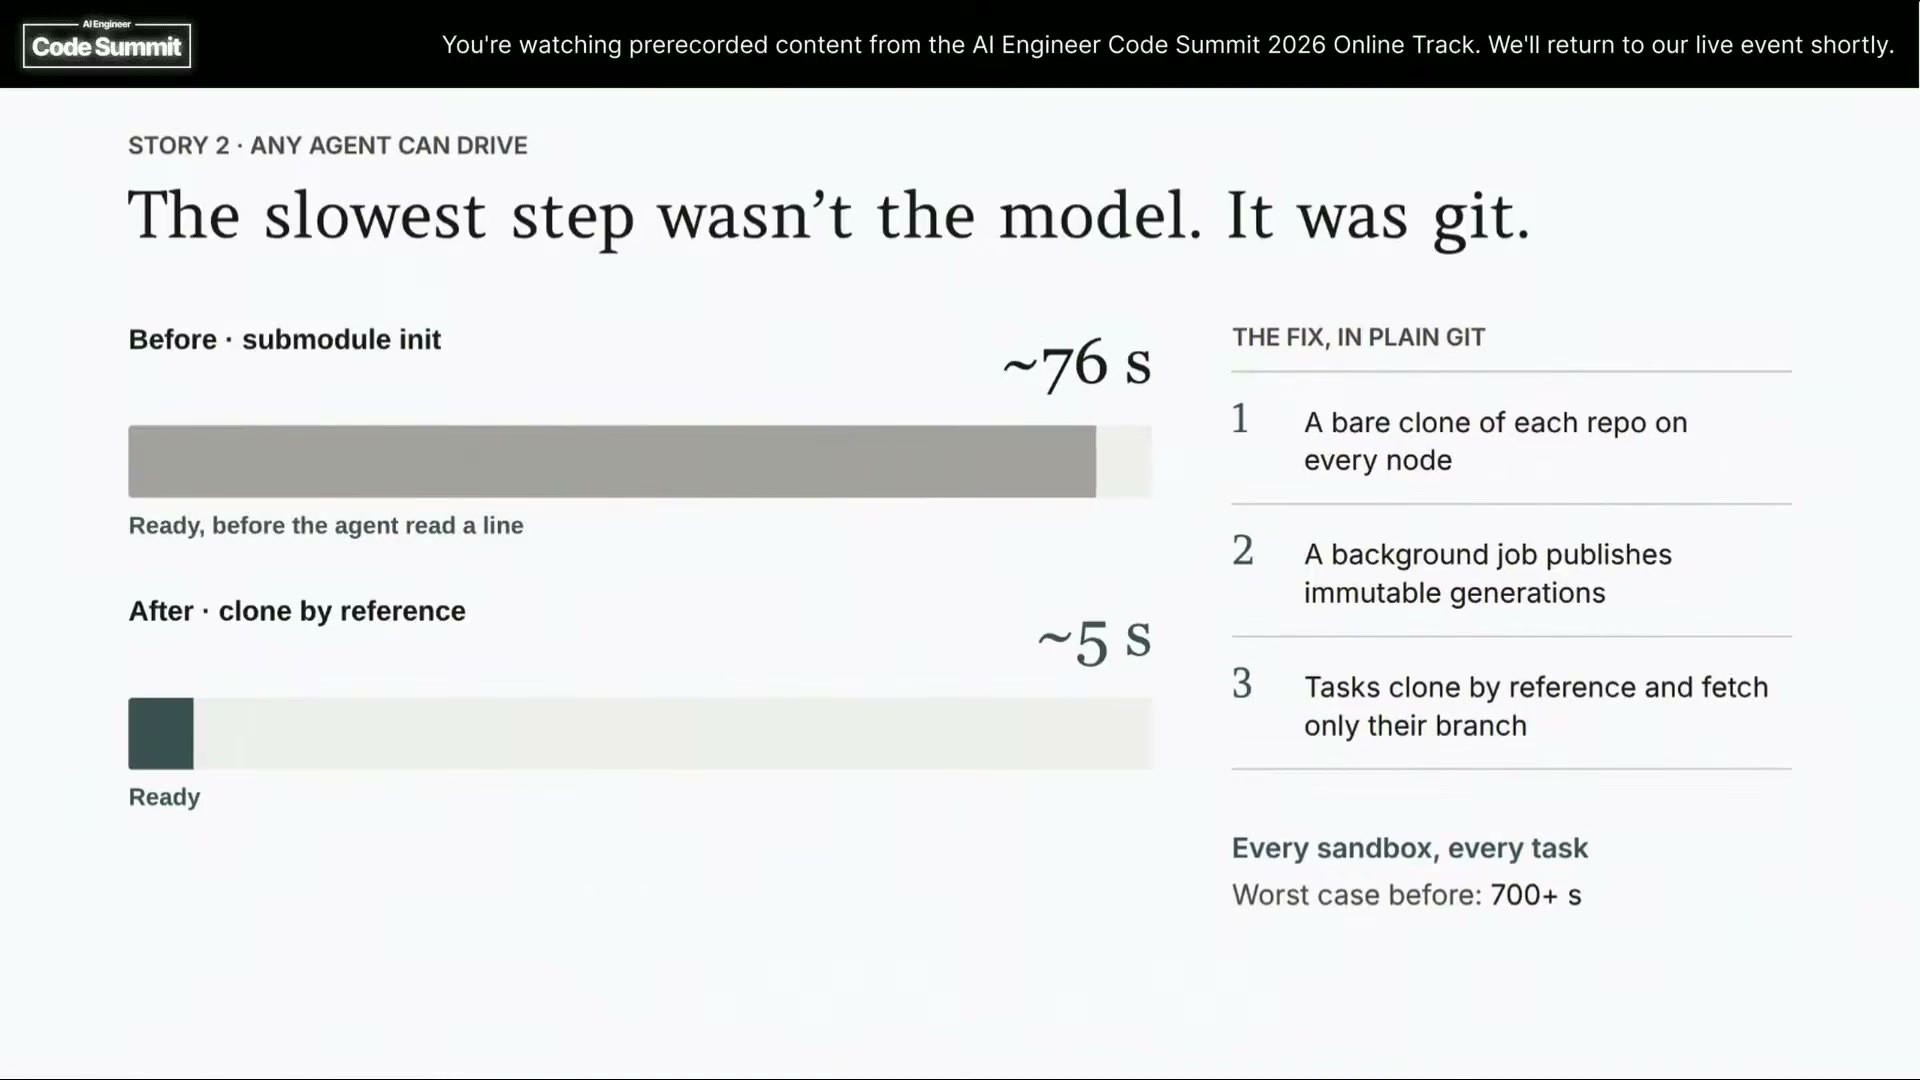 AI Engineer
Code Summit
You're watching prerecorded content from the AI Engineer Code Summit 2026 Online Track. We'll return to our live event shortly.
STORY 2 · ANY AGENT CAN DRIVE
The slowest step wasn’t the model. It was git.
Before · submodule init
~76 s
Ready, before the agent read a line
After · clone by reference
~5 s
Ready
THE FIX, IN PLAIN GIT
1 A bare clone of each repo on
every node
2 A background job publishes
immutable generations
3 Tasks clone by reference and fetch
only their branch
Every sandbox, every task
Worst case before: 700+ s